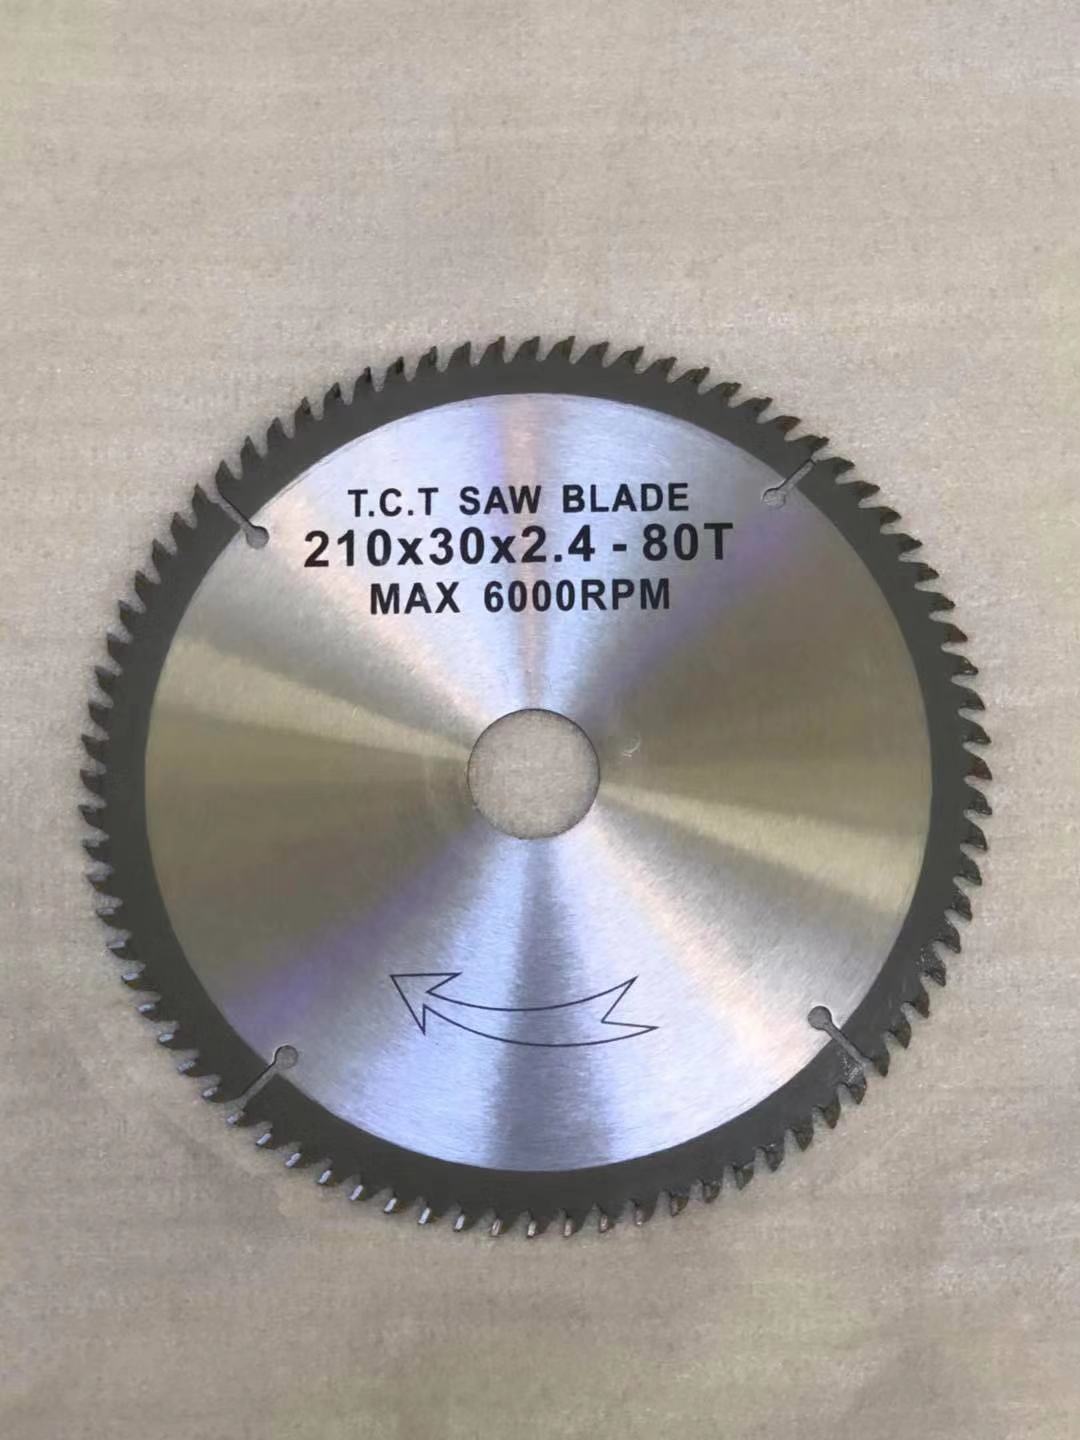 T.C.T SAW BLADE
210x30x2.4 - 80T
MAX 6000RPM